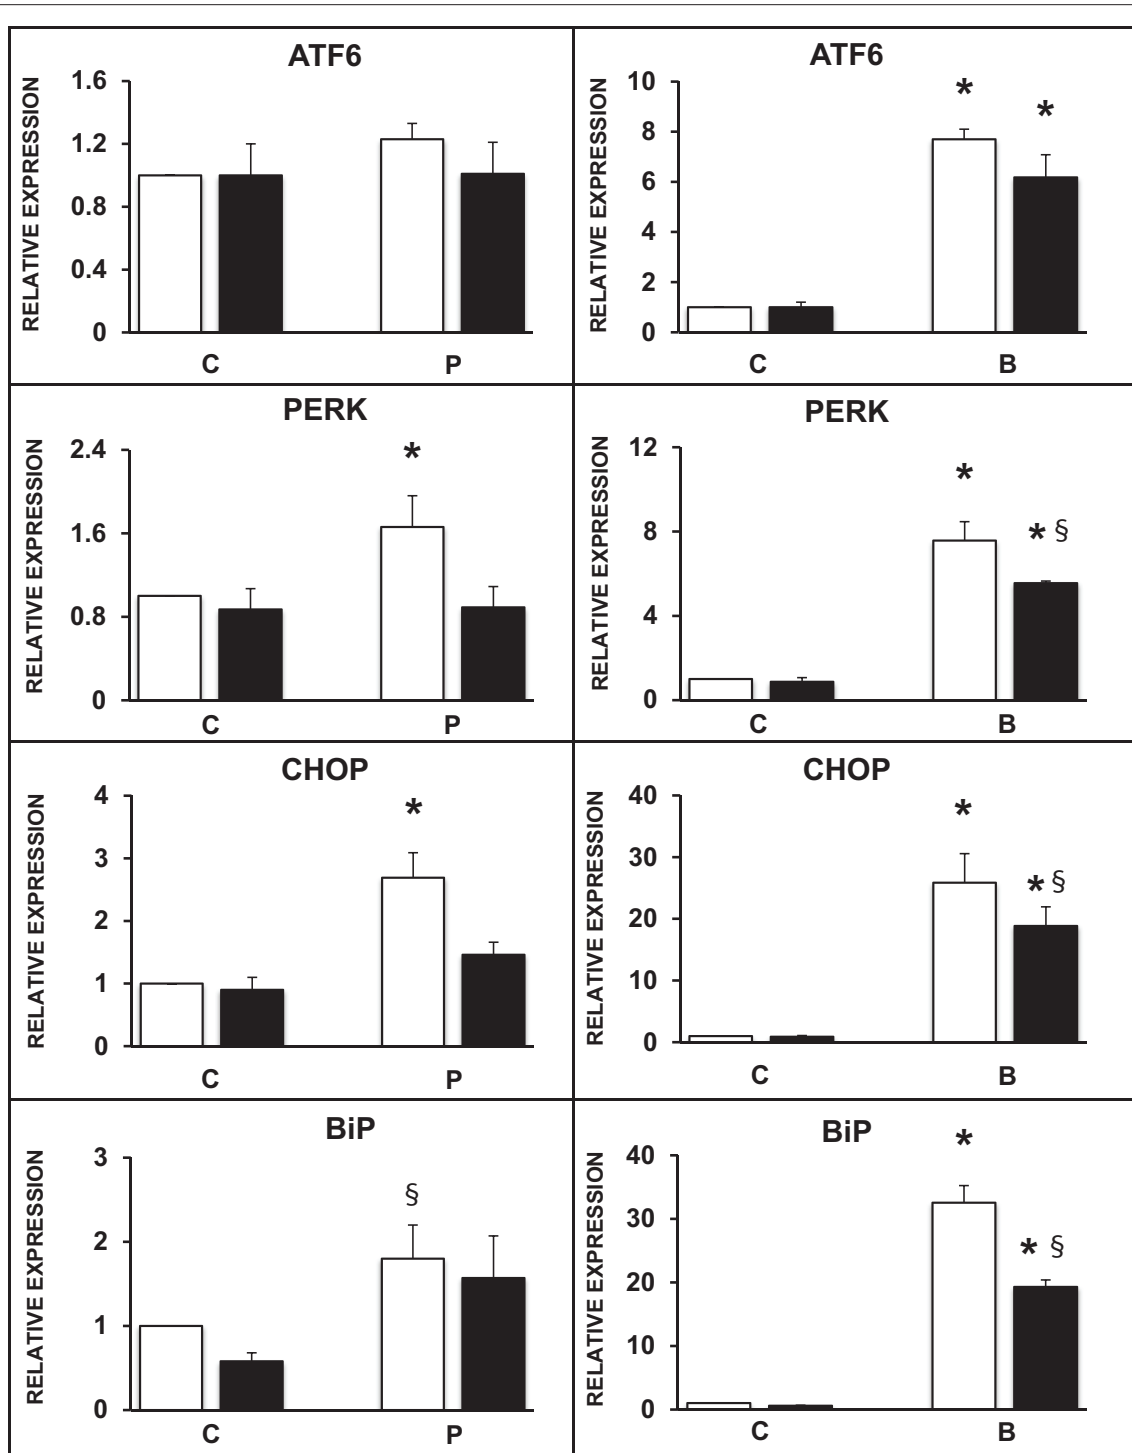 ATF6
RELATIVE EXPRESSION
1.6
1.2
0.8
0.4
0
C P
ATF6
RELATIVE EXPRESSION
10
8
6
4
2
0
* *
C B
PERK
RELATIVE EXPRESSION
2.4
1.6
0.8
0
*
C P
PERK
RELATIVE EXPRESSION
12
8
4
0
*
* §
C B
CHOP
RELATIVE EXPRESSION
4
3
2
1
0
*
C P
CHOP
RELATIVE EXPRESSION
40
30
20
10
0
*
* §
C B
BiP
RELATIVE EXPRESSION
3
2
1
0
§
C P
BiP
RELATIVE EXPRESSION
40
30
20
10
0
*
* §
C B